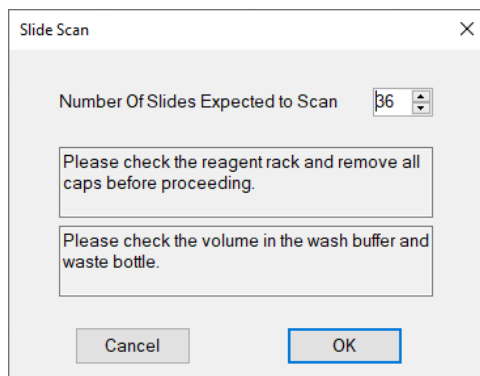 Slide Scan
Number Of Slides Expected to Scan 36
Please check the reagent rack and remove all
caps before proceeding.
Please check the volume in the wash buffer and
waste bottle.
Cancel OK